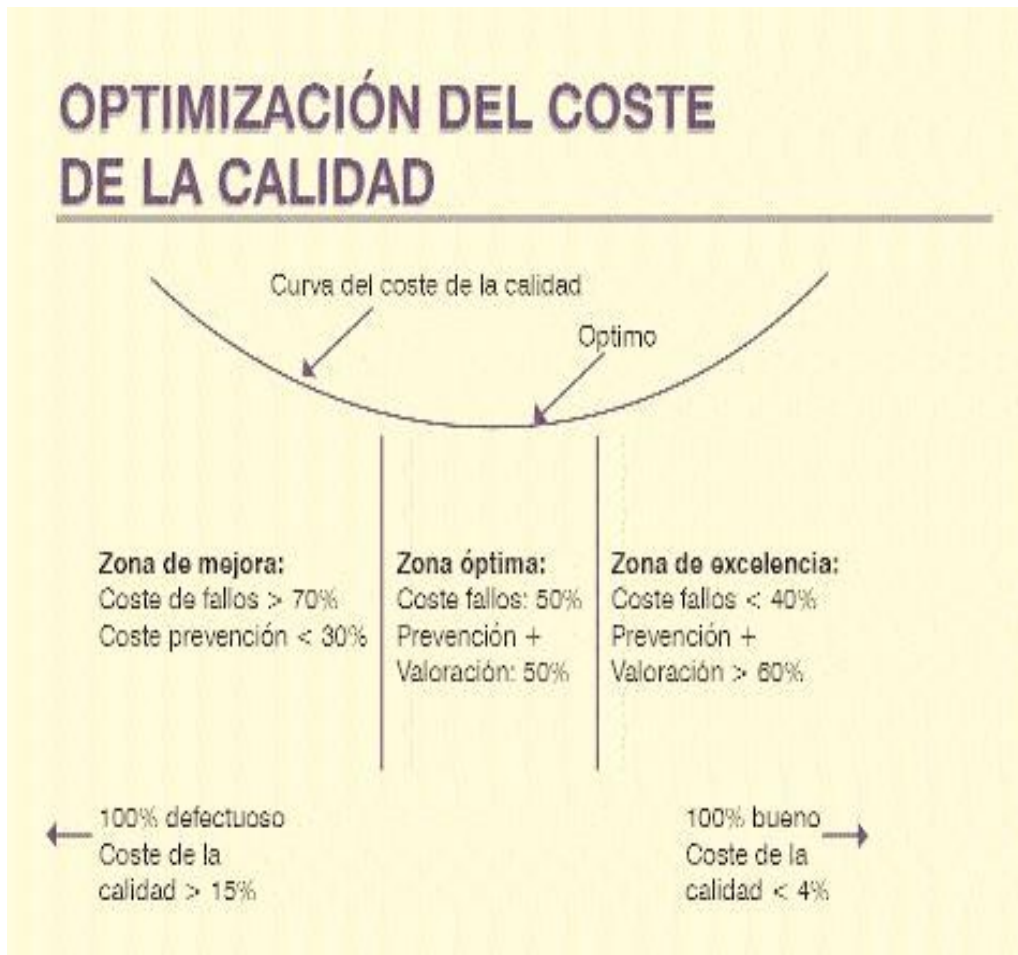 OPTIMIZACIÓN DEL COSTE
DE LA CALIDAD
Curva del coste de la calidad
Optimo
Zona de mejora:
Coste de fallos > 70%
Coste prevención < 30%
Zona óptima:
Coste fallos: 50%
Prevención +
Valoración: 50%
Zona de excelencia:
Coste fallos < 40%
Prevención +
Valoración > 60%
100% defectuoso
Coste de la
calidad > 15%
100% bueno
Coste de la
calidad < 4%